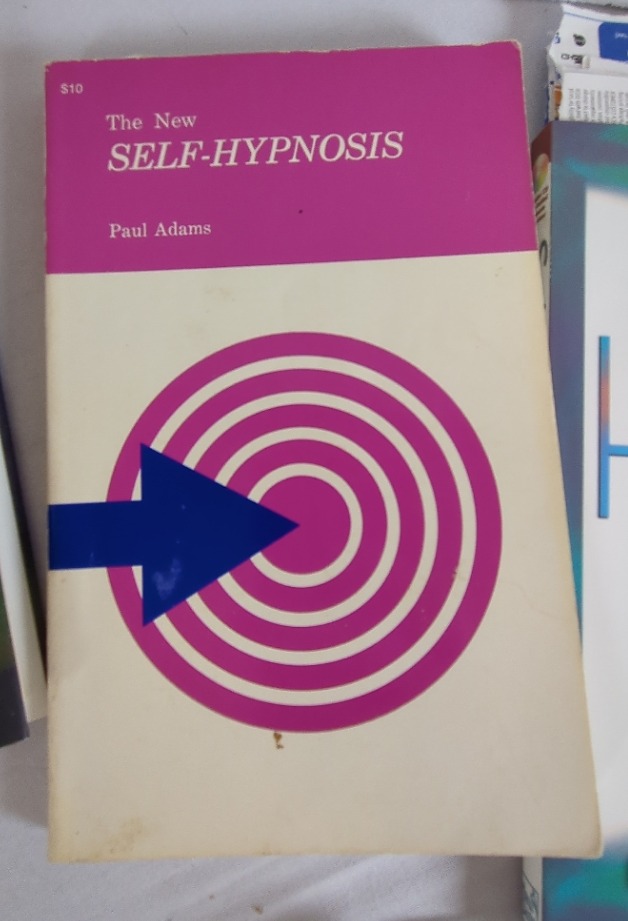 $10
The New
SELF-HYPNOSIS
Paul Adams